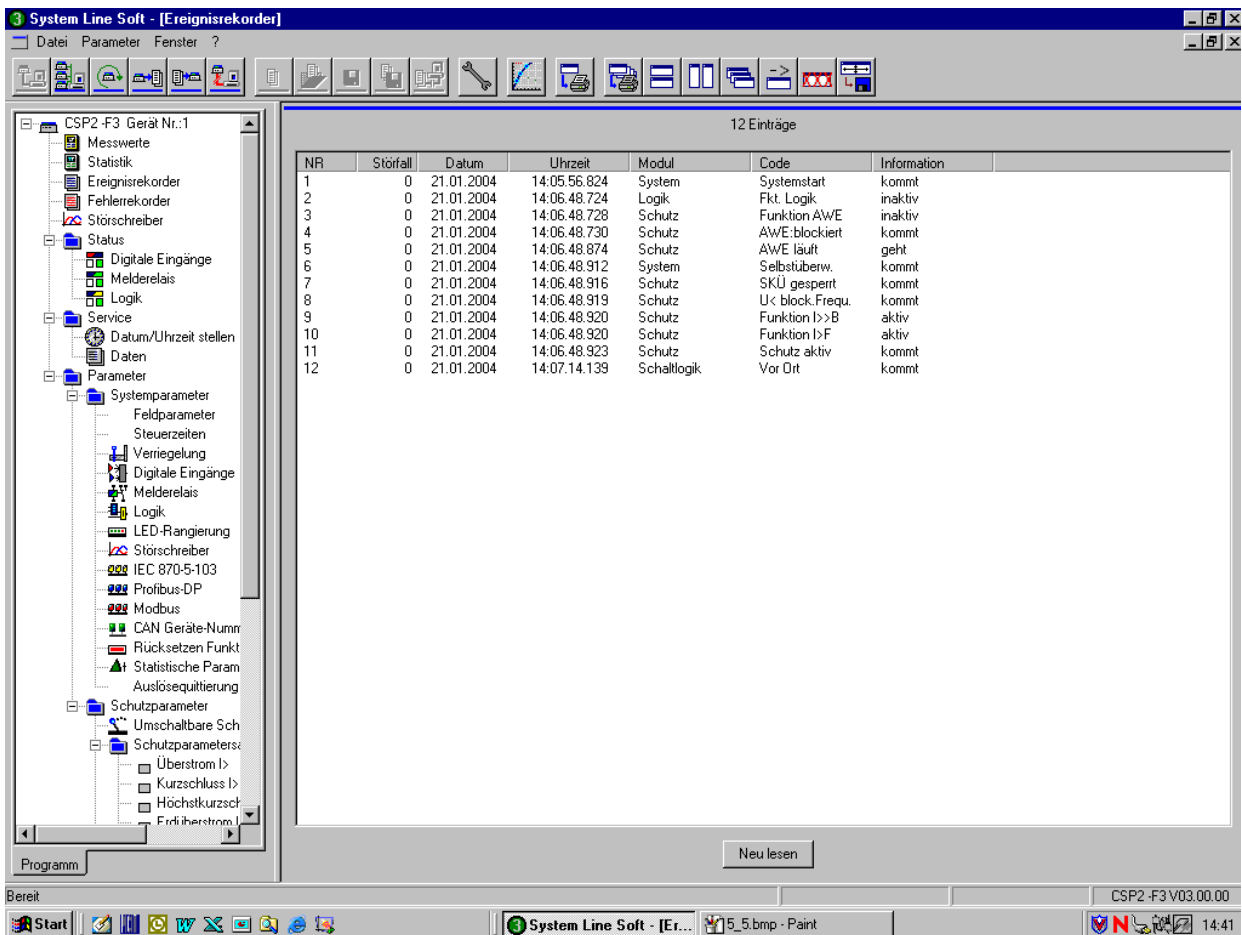 System Line Soft - [Ereignisrekorder]
Datei Parameter Fenster ?
CSP2 -F3 Gerät Nr.:1
Messwerte
Statistik
Ereignisrekorder
Fehlerrekorder
Störschreiber
Status
Digitale Eingänge
Melderelais
Logik
Service
Datum/Uhrzeit stellen
Daten
Parameter
Systemparameter
Feldparameter
Steuerzeiten
Verriegelung
Digitale Eingänge
Melderelais
Logik
LED-Rangierung
Störschreiber
IEC 870-5-103
Profibus-DP
Modbus
CAN Geräte-Numm
Rücksetzen Funkt
Statistische Param
Auslösequittierung
Schutzparameter
Umschaltbare Sch
Schutzparametersa
Überstrom I>
Kurzschluss I>
Höchstkurzsch
Erdüberstrom I
Programm
12 Einträge
NR Störfall Datum Uhrzeit Modul Code Information
1 0 21.01.2004 14:05.56.824 System Systemstart kommt
2 0 21.01.2004 14:06.48.724 Logik Fkt. Logik inaktiv
3 0 21.01.2004 14:06.48.728 Schutz Funktion AWE inaktiv
4 0 21.01.2004 14:06.48.730 Schutz AWE:blockiert kommt
5 0 21.01.2004 14:06.48.874 Schutz AWE läuft geht
6 0 21.01.2004 14:06.48.912 System Selbstüberw. kommt
7 0 21.01.2004 14:06.48.916 Schutz SKÜ gesperrt kommt
8 0 21.01.2004 14:06.48.919 Schutz U< block.Frequ. kommt
9 0 21.01.2004 14:06.48.920 Schutz Funktion I>>B aktiv
10 0 21.01.2004 14:06.48.920 Schutz Funktion I>F aktiv
11 0 21.01.2004 14:06.48.923 Schutz Schutz aktiv kommt
12 0 21.01.2004 14:07.14.139 Schaltlogik Vor Ort kommt
Neu lesen
Bereit CSP2 -F3 V03.00.00
Start System Line Soft - [Er... 15_5.bmp - Paint 14:41